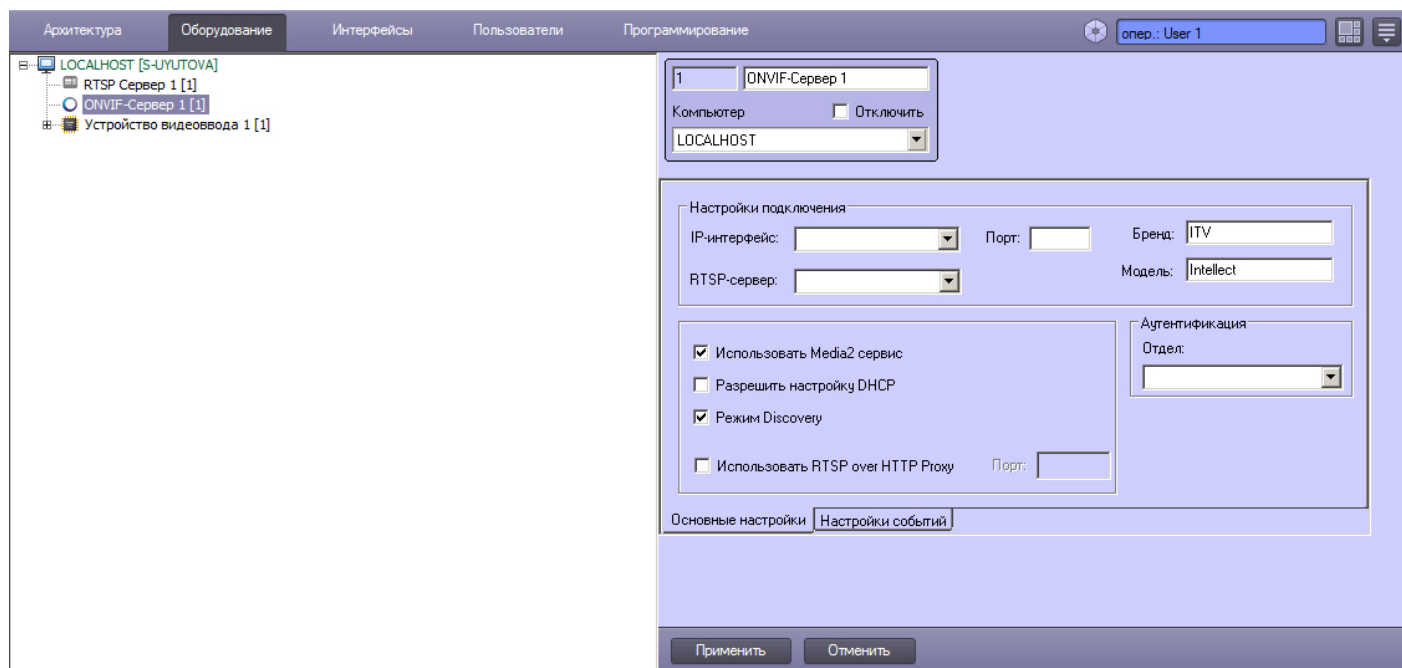 Архитектура Оборудование Интерфейсы Пользователи Программирование опер.: User 1
LOCALHOST [S-UYUTOVA]
RTSP Сервер 1 [1]
ONVIF-Сервер 1 [1]
Устройство видеоввода 1 [1]
1 ONVIF-Сервер 1
Компьютер Отключить
LOCALHOST
Настройки подключения
IP-интерфейс: Порт: Бренд: ITV
RTSP-сервер: Модель: Intellect
Аутентификация
Отдел:
Использовать Media2 сервис
Разрешить настройку DHCP
Режим Discovery
Использовать RTSP over HTTP Proxy Порт:
Основные настройки Настройки событий
Применить Отменить